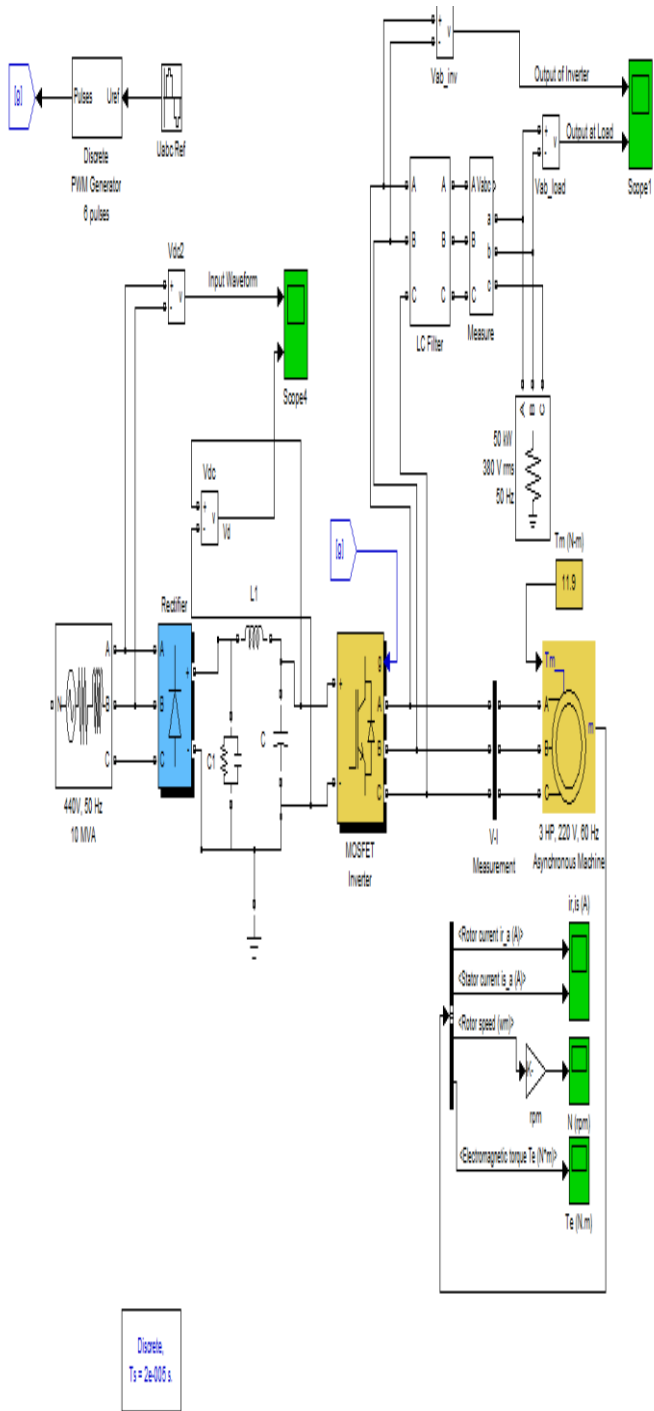 [g]
Pulses Uref
Discrete
PWM Generator
6 pulses
Uabc Ref
+
-
v
Vab_inv
Output of Inverter
+
-
v
Vab_load
Output at Load
Scope1
A A
B B
C C
LC Filter
A Vabc
B
C
a
b
c
Measure
Vdc2
+
-
v
Input Waveform
Scope4
A B C
50 kW
380 V rms
50 Hz
Vdc
+
-
v
Vd
[g]
Tm (N-m)
11.9
Rectifier
N
A
B
C
440V, 50 Hz
10 MVA
A
B
C
+
-
L1
C1
C
+
-
g
A
B
C
MOSFET
Inverter
V-I
Measurement
Tm
A
B
C
m
3 HP, 220 V, 60 Hz
Asynchronous Machine
<Rotor current ir_a (A)>
<Stator current is_a (A)>
<Rotor speed (wm)>
<Electromagnetic torque Te (N*m)>
ir,is (A)
K-
rpm
N (rpm)
Te (N.m)
Discrete,
Ts = 2e-005 s.